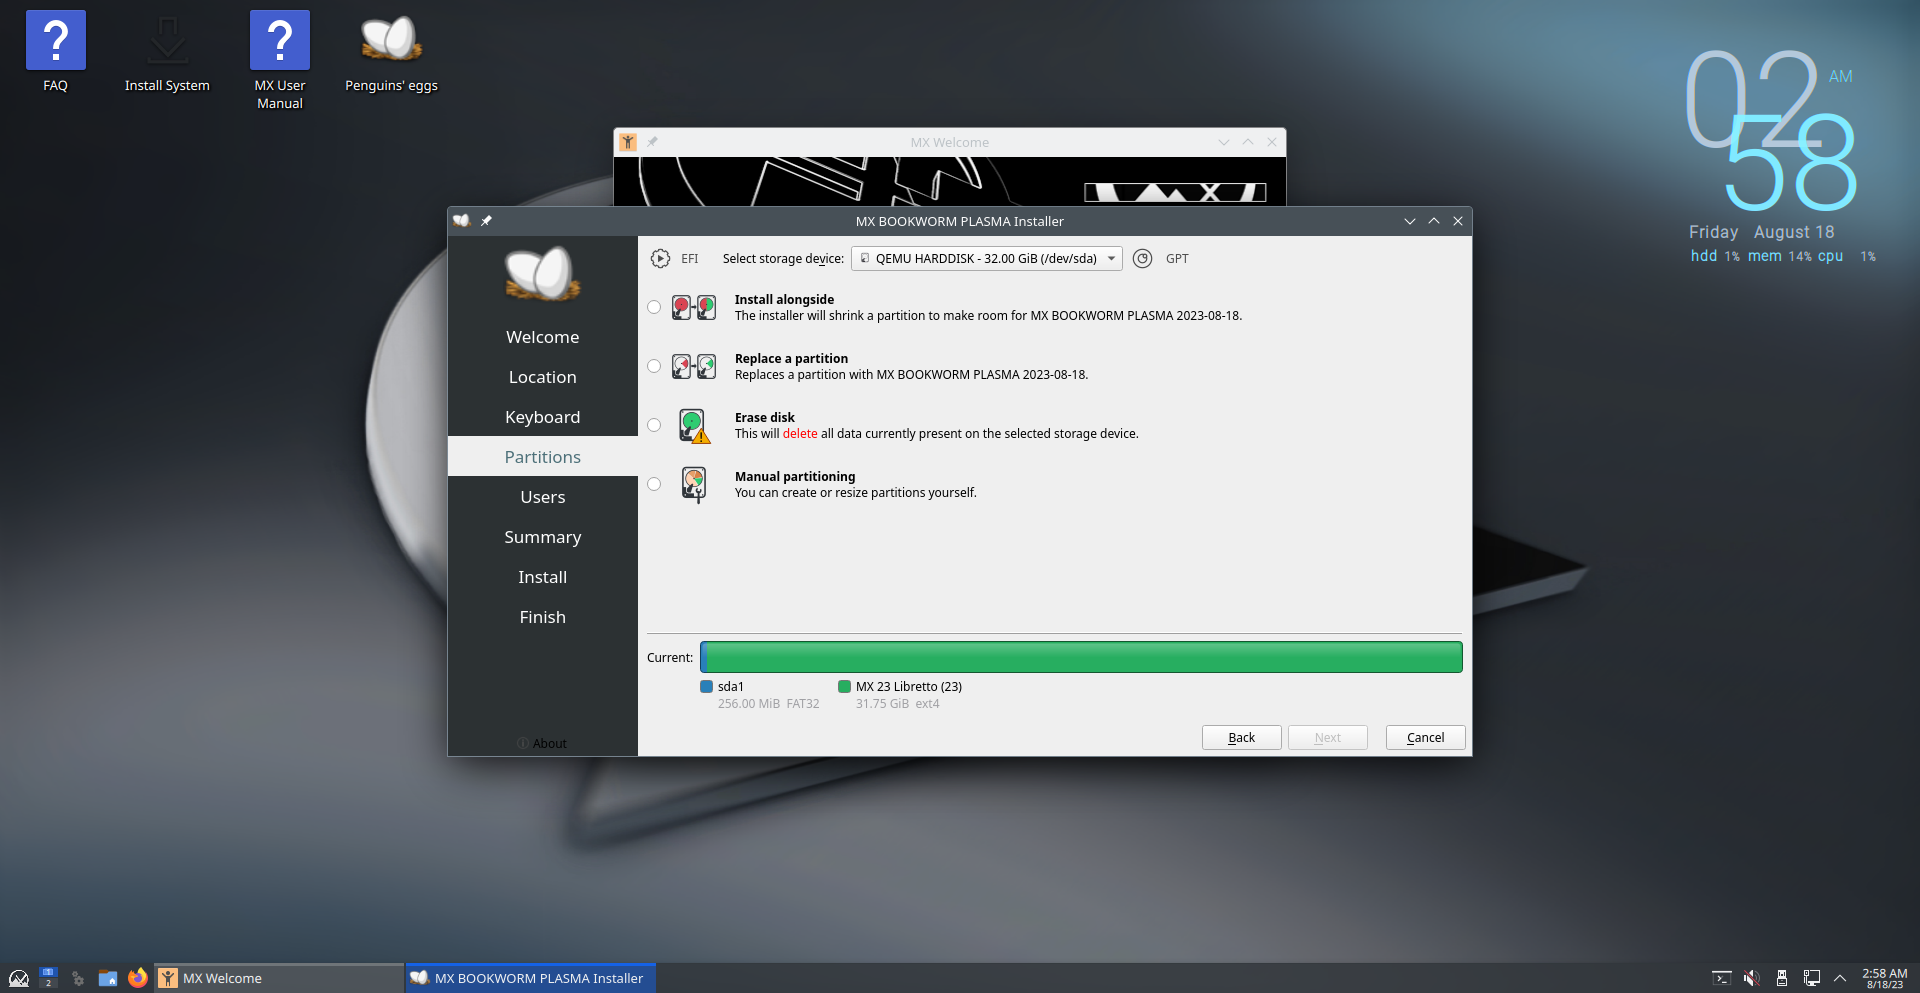 FAQ
Install System
MX User
Manual
Penguins' eggs
02
AM
58
Friday August 18
hdd 1% mem 14% cpu 1%
MX Welcome
MX
MX BOOKWORM PLASMA Installer
Welcome
Location
Keyboard
Partitions
Users
Summary
Install
Finish
About
EFI
Select storage device:
QEMU HARDDISK - 32.00 GiB (/dev/sda)
GPT
Install alongside
The installer will shrink a partition to make room for MX BOOKWORM PLASMA 2023-08-18.
Replace a partition
Replaces a partition with MX BOOKWORM PLASMA 2023-08-18.
Erase disk
This will delete all data currently present on the selected storage device.
Manual partitioning
You can create or resize partitions yourself.
Current:
sda1
256.00 MiB FAT32
MX 23 Libretto (23)
31.75 GiB ext4
Back
Next
Cancel
1
2
MX Welcome
MX BOOKWORM PLASMA Installer
2:58 AM
8/18/23